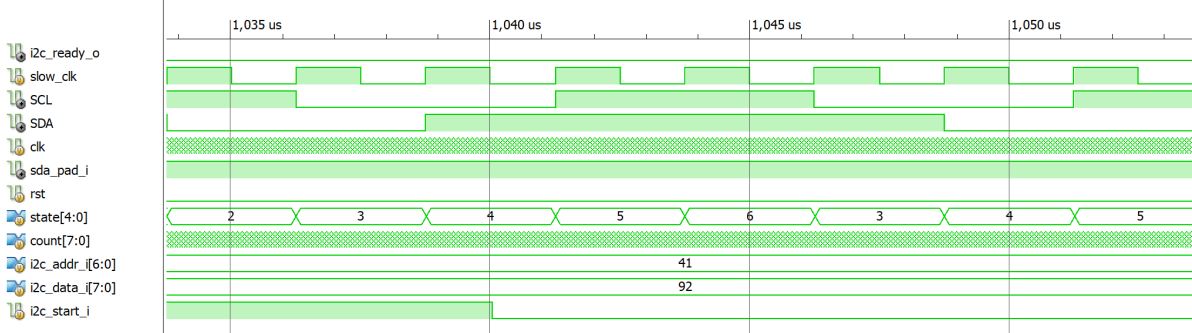 1,035 us 1,040 us 1,045 us 1,050 us
i2c_ready_o
slow_clk
SCL
SDA
clk
sda_pad_i
rst
state[4:0] 2 3 4 5 6 3 4 5
count[7:0]
i2c_addr_i[6:0] 41
i2c_data_i[7:0] 92
i2c_start_i